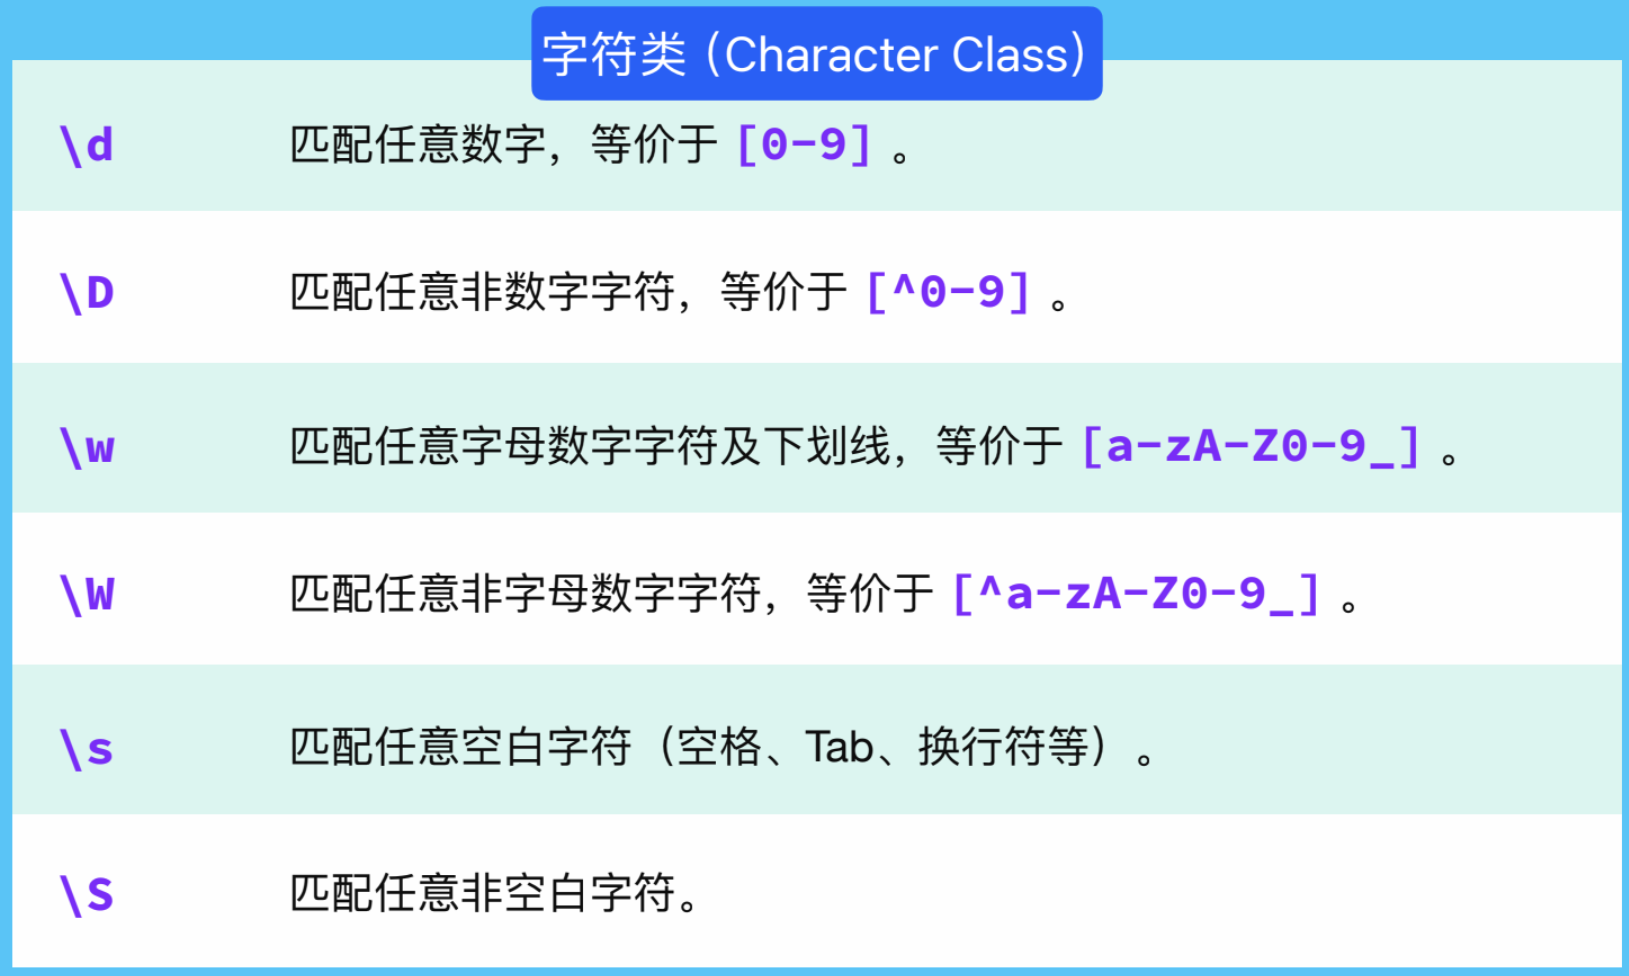 字符类 (Character Class)
\d 匹配任意数字，等价于 [0-9] 。
\D 匹配任意非数字字符，等价于 [^0-9] 。
\w 匹配任意字母数字字符及下划线，等价于 [a-zA-Z0-9_] 。
\W 匹配任意非字母数字字符，等价于 [^a-zA-Z0-9_] 。
\s 匹配任意空白字符（空格、Tab、换行符等）。
\S 匹配任意非空白字符。